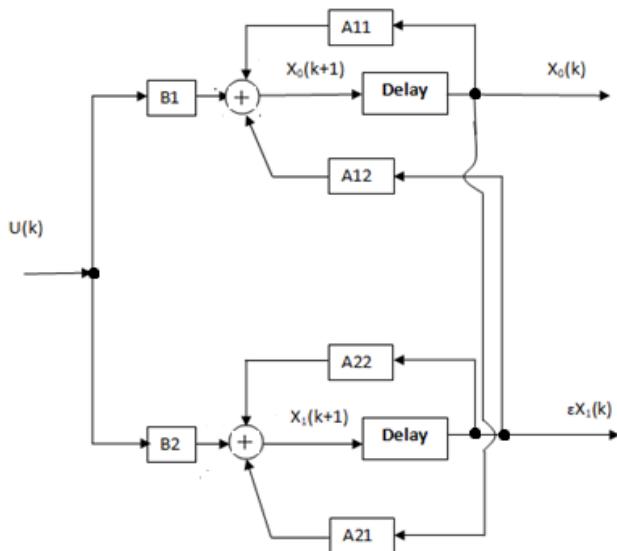 A11
X₀(k+1)
X₀(k)
B1
+
Delay
A12
U(k)
A22
X₁(k+1)
εX₁(k)
B2
+
Delay
A21